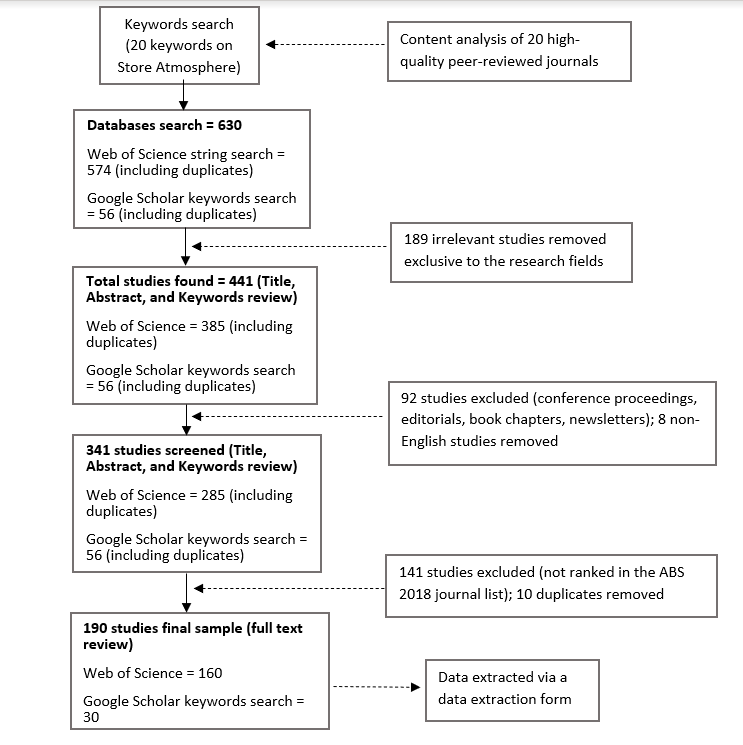 Keywords search
(20 keywords on
Store Atmosphere)
Content analysis of 20 high-
quality peer-reviewed journals
Databases search = 630
Web of Science string search =
574 (including duplicates)
Google Scholar keywords search
= 56 (including duplicates)
189 irrelevant studies removed
exclusive to the research fields
Total studies found = 441 (Title,
Abstract, and Keywords review)
Web of Science = 385 (including
duplicates)
Google Scholar keywords search
= 56 (including duplicates)
92 studies excluded (conference proceedings,
editorials, book chapters, newsletters); 8 non-
English studies removed
341 studies screened (Title,
Abstract, and Keywords review)
Web of Science = 285 (including
duplicates)
Google Scholar keywords search =
56 (including duplicates)
141 studies excluded (not ranked in the ABS
2018 journal list); 10 duplicates removed
190 studies final sample (full text
review)
Web of Science = 160
Google Scholar keywords search =
30
Data extracted via a
data extraction form